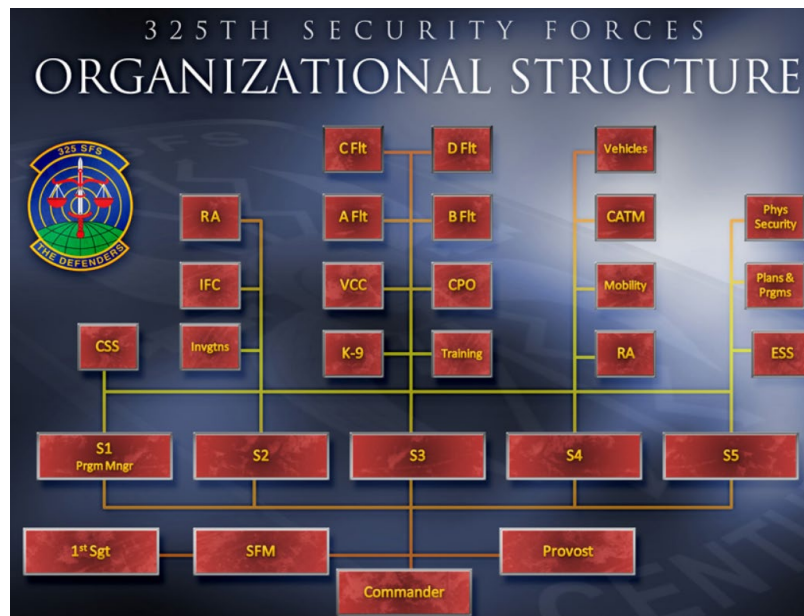 325TH SECURITY FORCES
ORGANIZATIONAL STRUCTURE
325 SFS
THE DEFENDERS
C Flt
D Flt
Vehicles
RA
A Flt
B Flt
CATM
Phys
Security
IFC
VCC
CPO
Mobility
Plans &
Prgms
CSS
Invgtns
K-9
Training
RA
ESS
S1
Prgm Mngr
S2
S3
S4
S5
1st Sgt
SFM
Provost
Commander